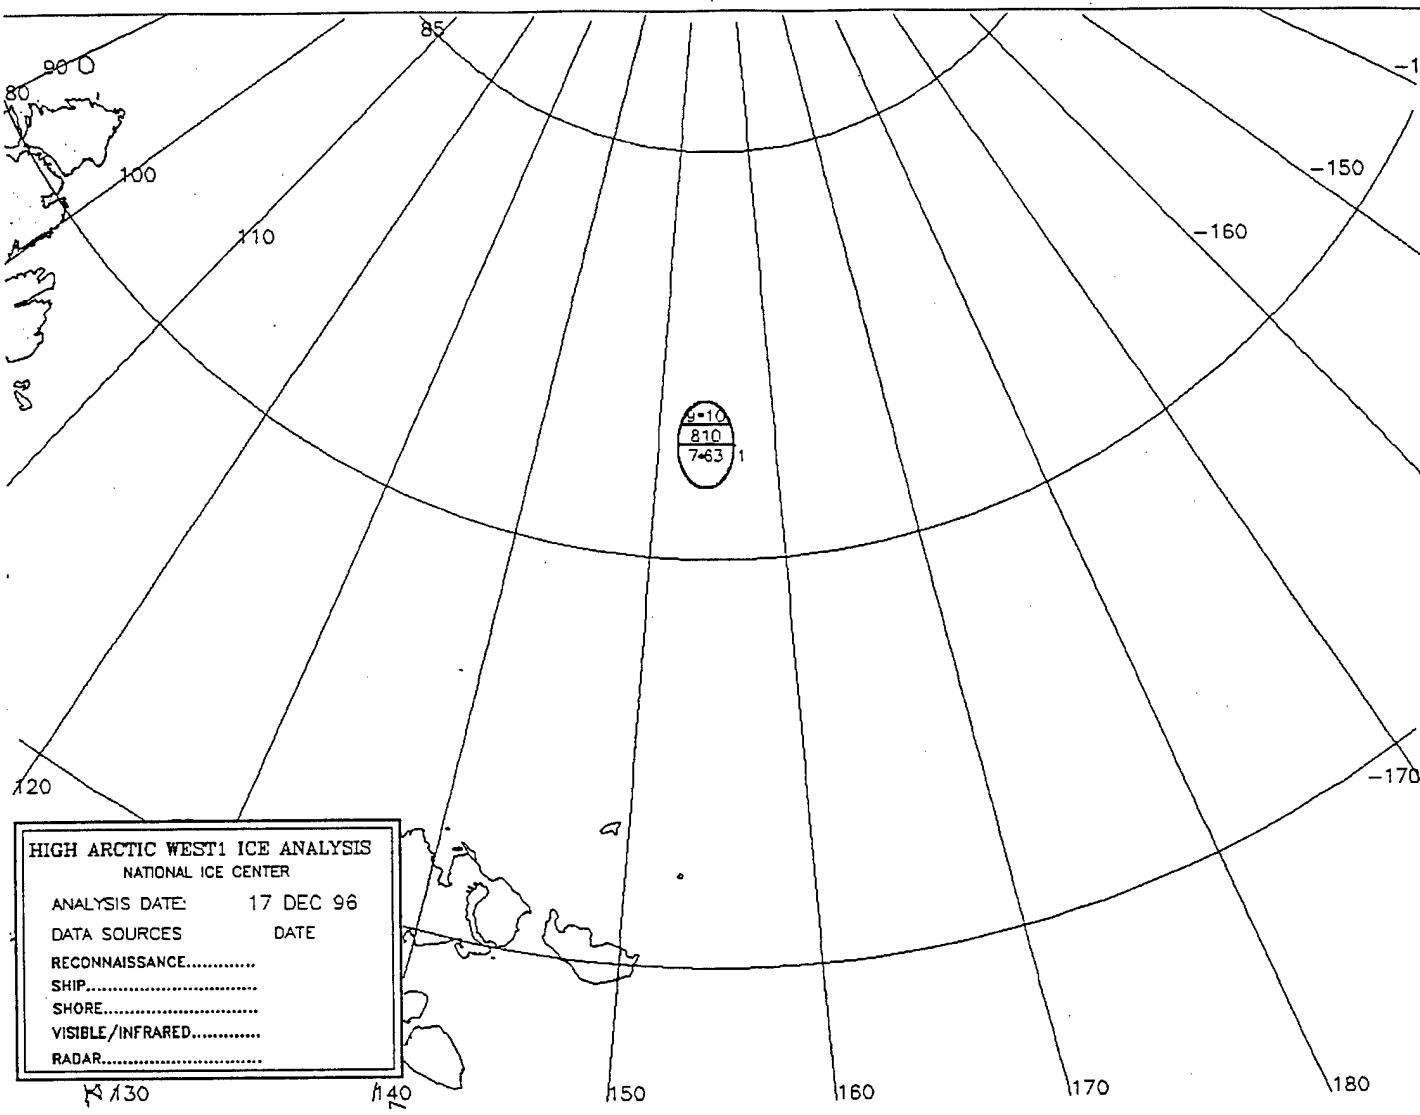 85
90
80
-1
100
-150
110
-160
9-10
810
7•63 1
120
-170
HIGH ARCTIC WEST1 ICE ANALYSIS
NATIONAL ICE CENTER
ANALYSIS DATE: 17 DEC 96
DATA SOURCES DATE
RECONNAISSANCE.............
SHIP................................
SHORE.............................
VISIBLE/INFRARED.............
RADAR..............................
130
140
150
160
170
180